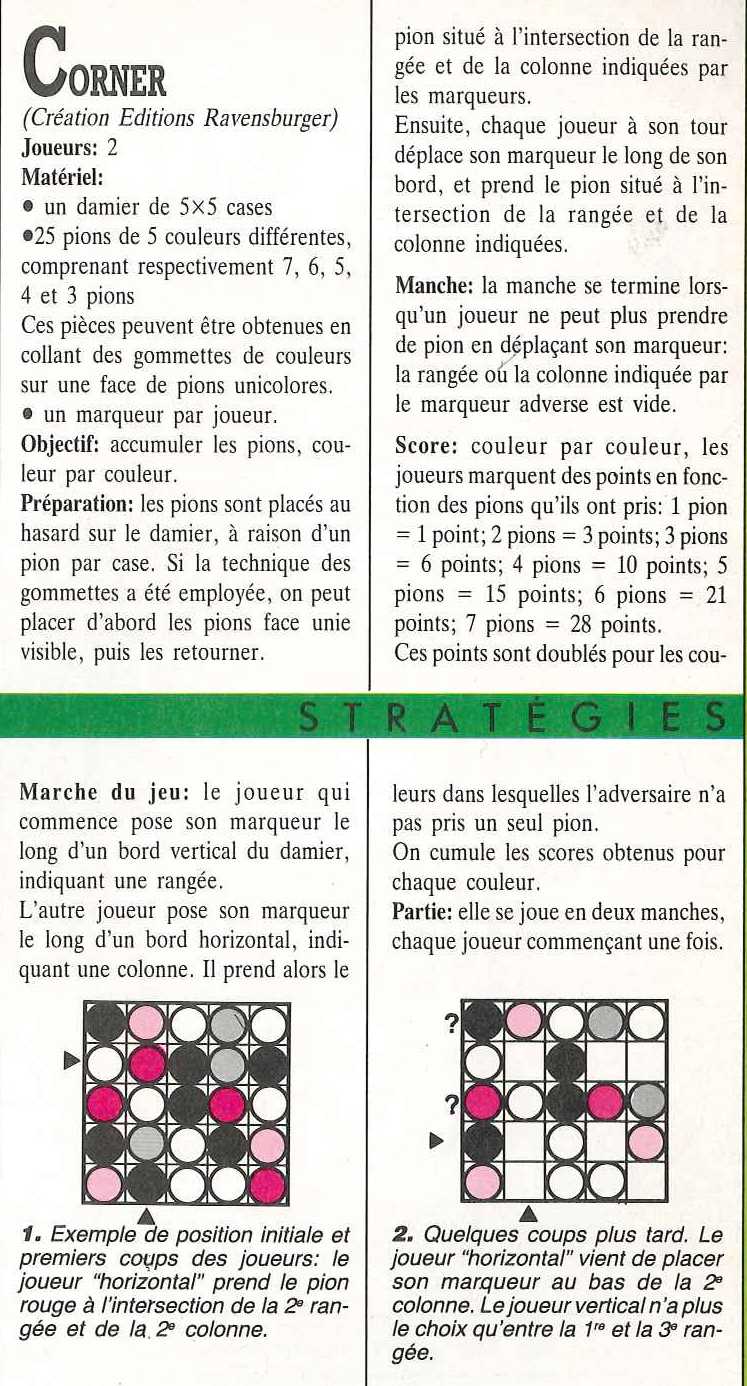 CORNER
(Création Editions Ravensburger)
Joueurs: 2
Matériel:
● un damier de 5×5 cases
●25 pions de 5 couleurs différentes,
comprenant respectivement 7, 6, 5,
4 et 3 pions
Ces pièces peuvent être obtenues en
collant des gommettes de couleurs
sur une face de pions unicolores.
● un marqueur par joueur.
Objectif: accumuler les pions, cou-
leur par couleur.
Préparation: les pions sont placés au
hasard sur le damier, à raison d'un
pion par case. Si la technique des
gommettes a été employée, on peut
placer d'abord les pions face unie
visible, puis les retourner.
pion situé à l'intersection de la ran-
gée et de la colonne indiquées par
les marqueurs.
Ensuite, chaque joueur à son tour
déplace son marqueur le long de son
bord, et prend le pion situé à l'in-
tersection de la rangée et de la
colonne indiquées.
Manche: la manche se termine lors-
qu'un joueur ne peut plus prendre
de pion en déplaçant son marqueur:
la rangée où la colonne indiquée par
le marqueur adverse est vide.
Score: couleur par couleur, les
joueurs marquent des points en fonc-
tion des pions qu'ils ont pris: 1 pion
= 1 point; 2 pions = 3 points; 3 pions
= 6 points; 4 pions = 10 points; 5
pions = 15 points; 6 pions = 21
points; 7 pions = 28 points.
Ces points sont doublés pour les cou-
STRATÉGIES
Marche du jeu: le joueur qui
commence pose son marqueur le
long d'un bord vertical du damier,
indiquant une rangée.
L'autre joueur pose son marqueur
le long d'un bord horizontal, indi-
quant une colonne. Il prend alors le
1. Exemple de position initiale et
premiers coups des joueurs: le
joueur "horizontal" prend le pion
rouge à l'intersection de la 2e ran-
gée et de la 2e colonne.
leurs dans lesquelles l'adversaire n'a
pas pris un seul pion.
On cumule les scores obtenus pour
chaque couleur.
Partie: elle se joue en deux manches,
chaque joueur commençant une fois.
?
?
2. Quelques coups plus tard. Le
joueur "horizontal" vient de placer
son marqueur au bas de la 2e
colonne. Le joueur vertical n'a plus
le choix qu'entre la 1re et la 3e ran-
gée.